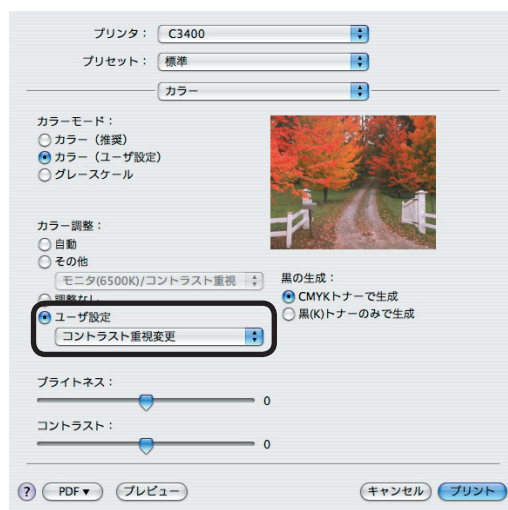 プリンタ： C3400
プリセット： 標準
カラー
カラーモード：
カラー（推奨）
カラー（ユーザ設定）
グレースケール
カラー調整：
自動
その他
モニタ(6500K)/コントラスト重視
調整なし
ユーザ設定
コントラスト重視変更
黒の生成：
CMYKトナーで生成
黒(K)トナーのみで生成
ブライトネス：
0
コントラスト：
0
? PDF▼ プレビュー キャンセル プリント